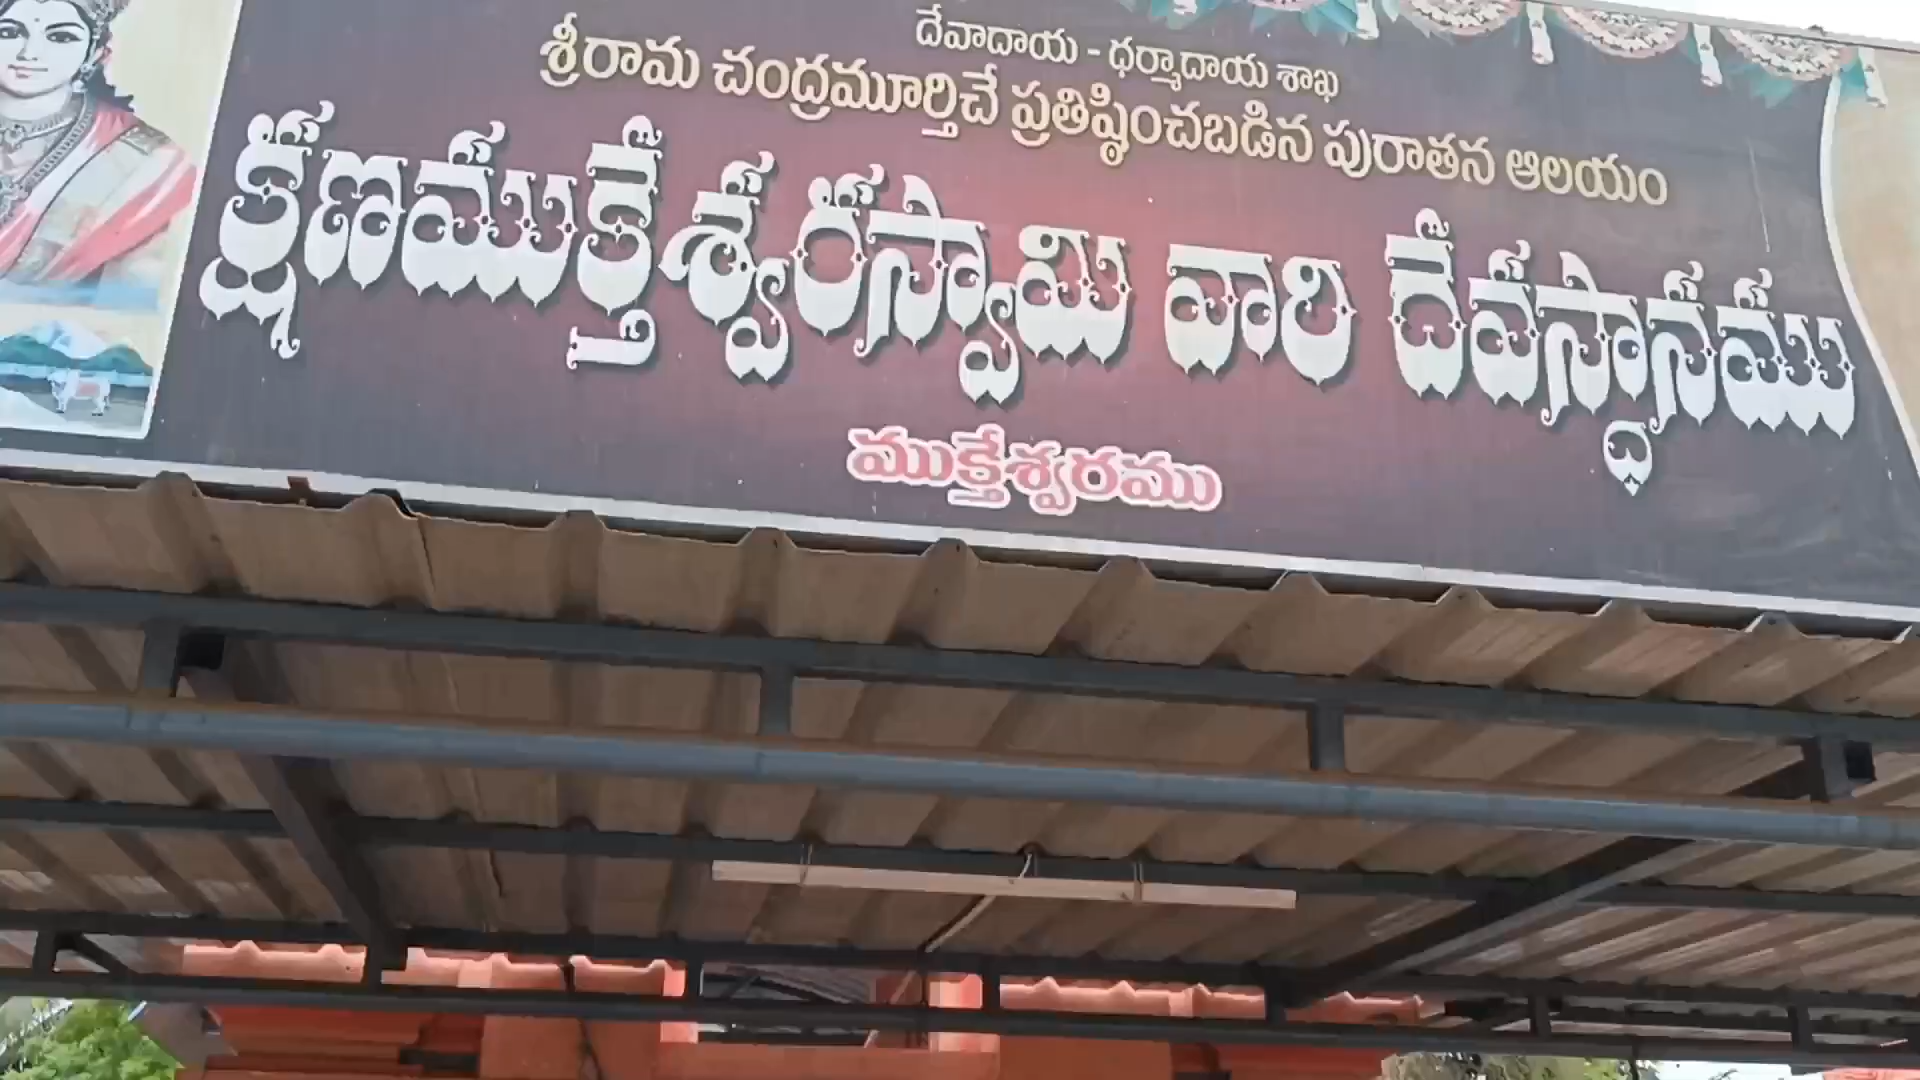 దేవాదాయ - ధర్మాదాయ శాఖ
శ్రీరామ చంద్రమూర్తిచే ప్రతిష్ఠించబడిన పురాతన ఆలయం
క్షణముక్తేశ్వరస్వామి వారి దేవస్థానము
ముక్తేశ్వరము